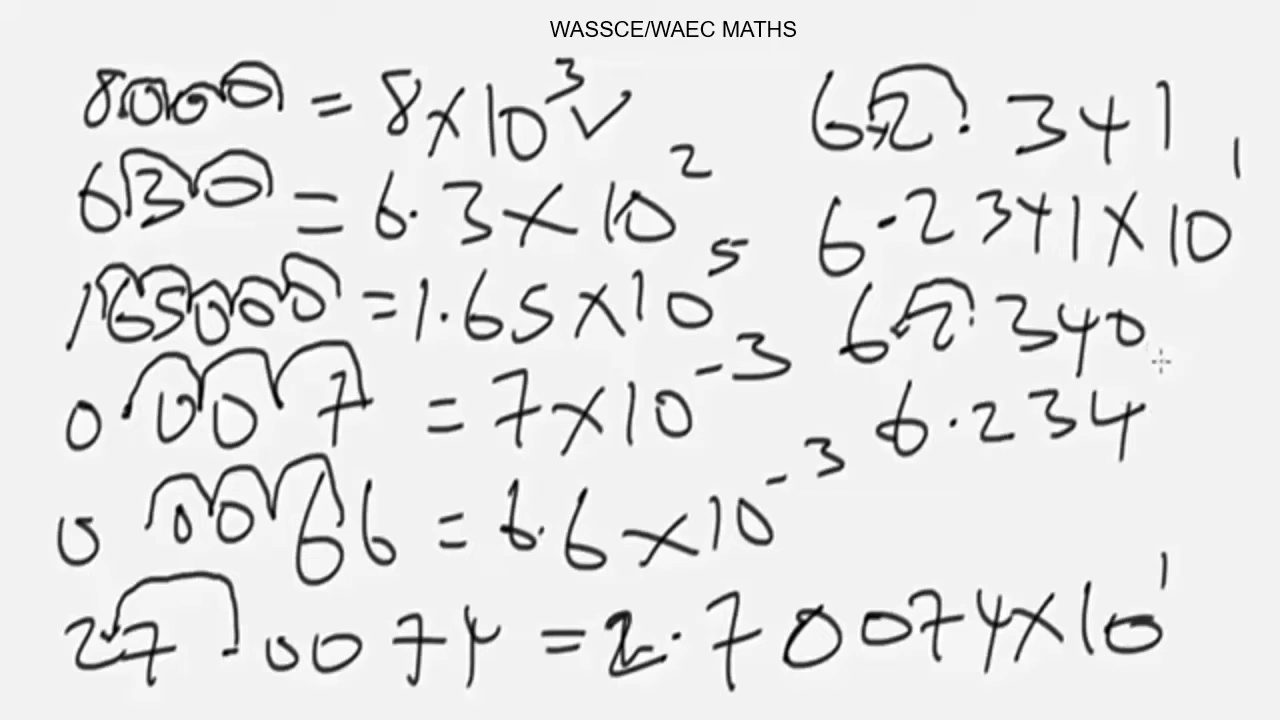 WASSCE/WAEC MATHS
8000 = 8×10³✓
630 = 6.3×10²
165000 = 1.65×10⁵
0.007 = 7×10⁻³
0.0066 = 6.6×10⁻³
27.0074 = 2.70074×10¹
62.341
6.2341×10¹
62.340
6.234